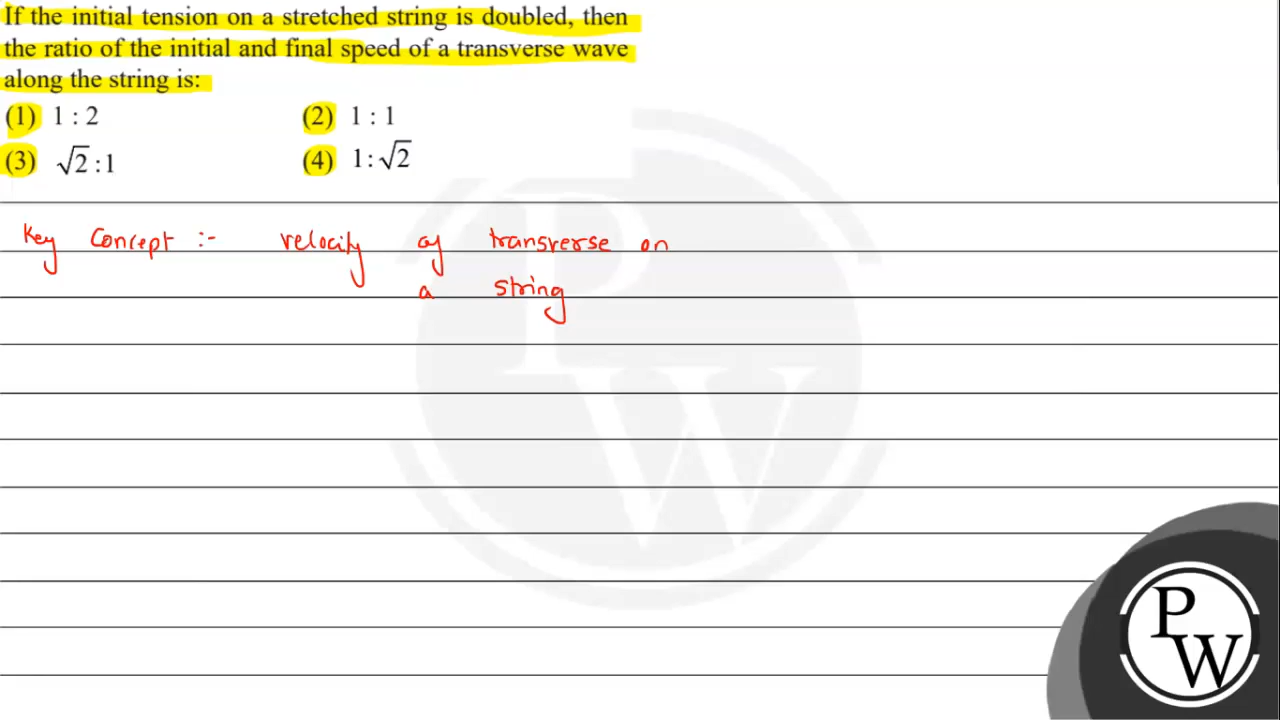 If the initial tension on a stretched string is doubled, then
the ratio of the initial and final speed of a transverse wave
along the string is:
(1) 1 : 2 (2) 1 : 1
(3) √2 : 1 (4) 1 : √2
Key Concept :- velocity of transverse on
a string
PW
PW